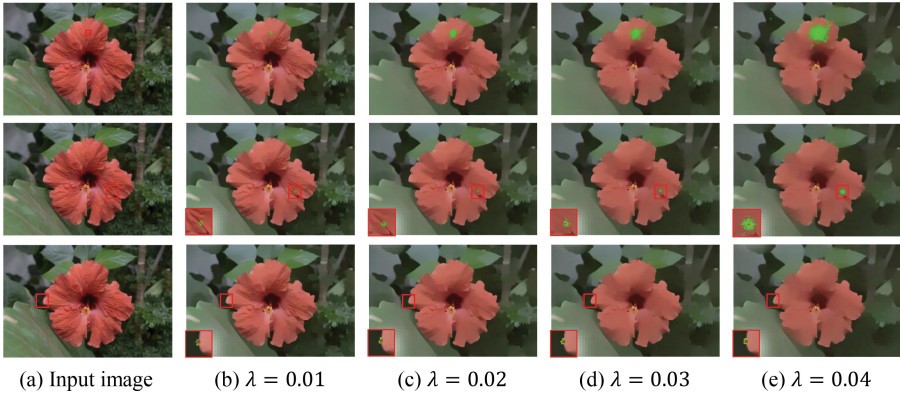 (a) Input image (b) λ = 0.01 (c) λ = 0.02 (d) λ = 0.03 (e) λ = 0.04